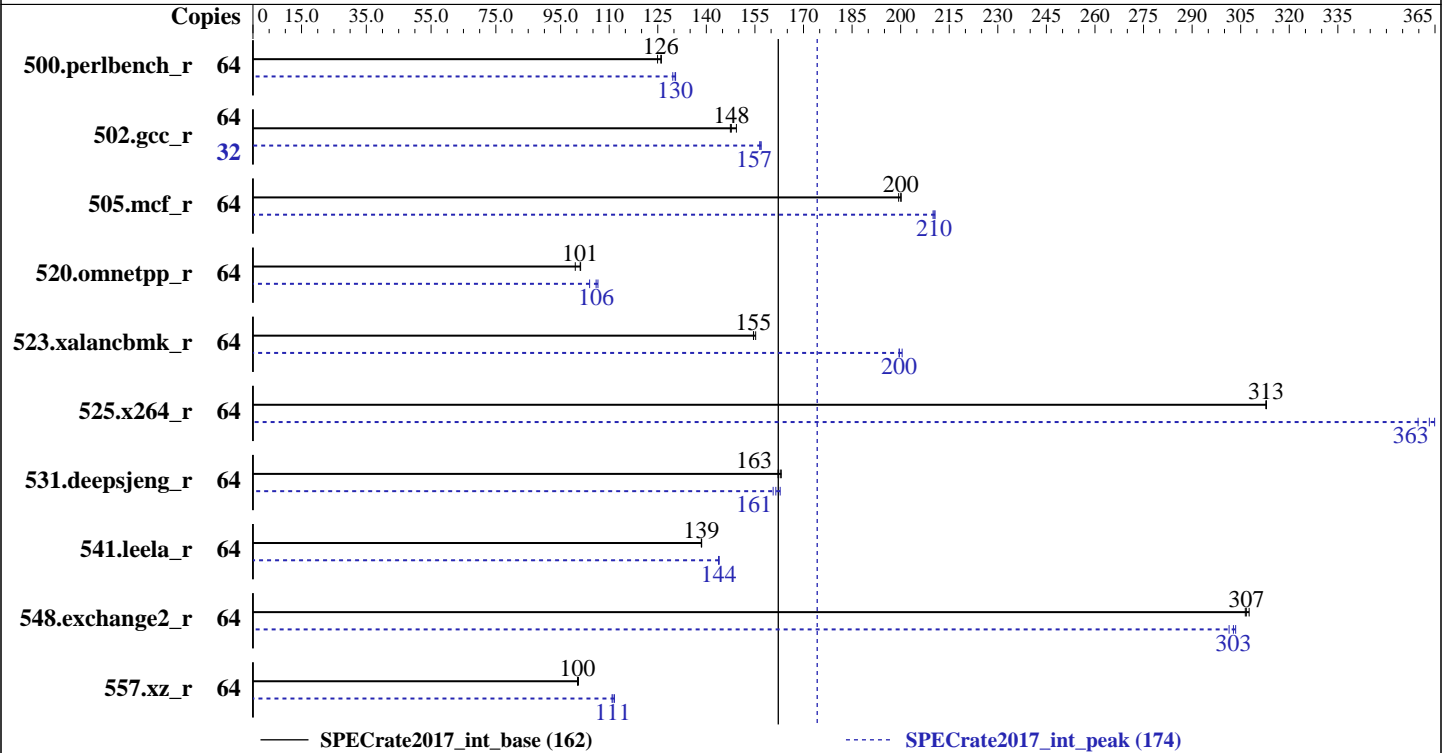 Copies 0 15.0 35.0 55.0 75.0 95.0 110 125 140 155 170 185 200 215 230 245 260 275 290 305 320 335 365
126
500.perlbench_r 64
130
64 148
502.gcc_r
32 157
200
505.mcf_r 64
210
101
520.omnetpp_r 64
106
155
523.xalancbmk_r 64
200
313
525.x264_r 64
363
163
531.deepsjeng_r 64
161
139
541.leela_r 64
144
307
548.exchange2_r 64
303
100
557.xz_r 64
111
SPECrate2017_int_base (162) SPECrate2017_int_peak (174)